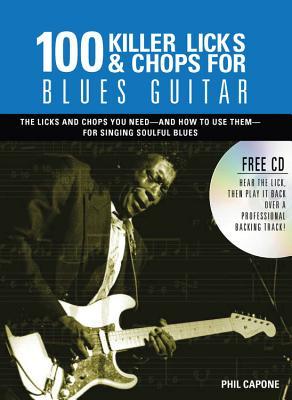 100 KILLER LICKS
& CHOPS FOR
BLUES GUITAR
THE LICKS AND CHOPS YOU NEED—AND HOW TO USE THEM—
FOR SINGING SOULFUL BLUES
FREE CD
HEAR THE LICK,
THEN PLAY IT BACK
OVER A
PROFESSIONAL
BACKING TRACK!
PHIL CAPONE